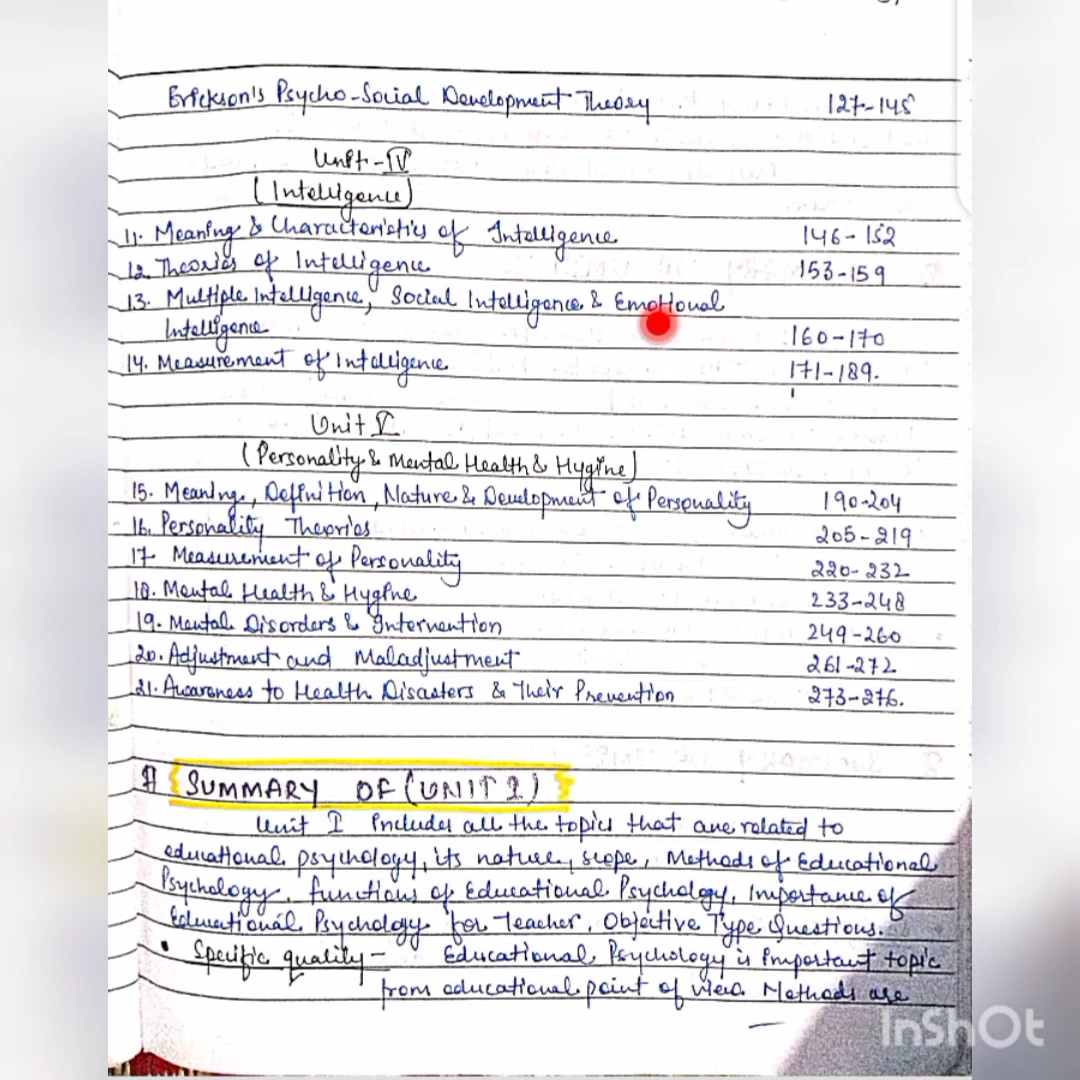 Erickson's Psycho-Social Development Theory 127-145
Unit-IV
(Intelligence)
11. Meaning & Characteristics of Intelligence 146-152
12. Theories of Intelligence 153-159
13. Multiple Intelligence, Social Intelligence & Emotional
Intelligence 160-170
14. Measurement of Intelligence 171-189.
Unit V
(Personality & Mental Health & Hygine)
15. Meaning, Definition, Nature & Development of Personality 190-204
16. Personality Theories 205-219
17 Measurement of Personality 220-232
18. Mental Health & Hygine 233-248
19. Mental Disorders & Intervention 249-260
20. Adjustment and Maladjustment 261-272
21. Awareness to Health Disasters & Their Prevention 273-276.
SUMMARY OF (UNIT I)
Unit I includes all the topics that are related to
educational psychology, its nature, scope, Methods of Educational
Psychology, functions of Educational Psychology, Importance of
Educational Psychology for Teacher, Objective Type Questions.
• Specific quality - Educational Psychology is important topic
from educational point of view. Methods are
InShOt